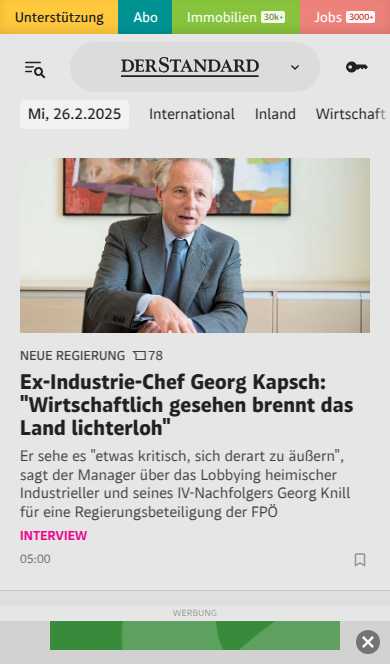 Unterstützung Abo Immobilien 30k+ Jobs 3000+
DERSTANDARD
Mi, 26.2.2025 International Inland Wirtschaft
NEUE REGIERUNG 78
Ex-Industrie-Chef Georg Kapsch:
"Wirtschaftlich gesehen brennt das
Land lichterloh"
Er sehe es "etwas kritisch, sich derart zu äußern",
sagt der Manager über das Lobbying heimischer
Industrieller und seines IV-Nachfolgers Georg Knill
für eine Regierungsbeteiligung der FPÖ
INTERVIEW
05:00
WERBUNG